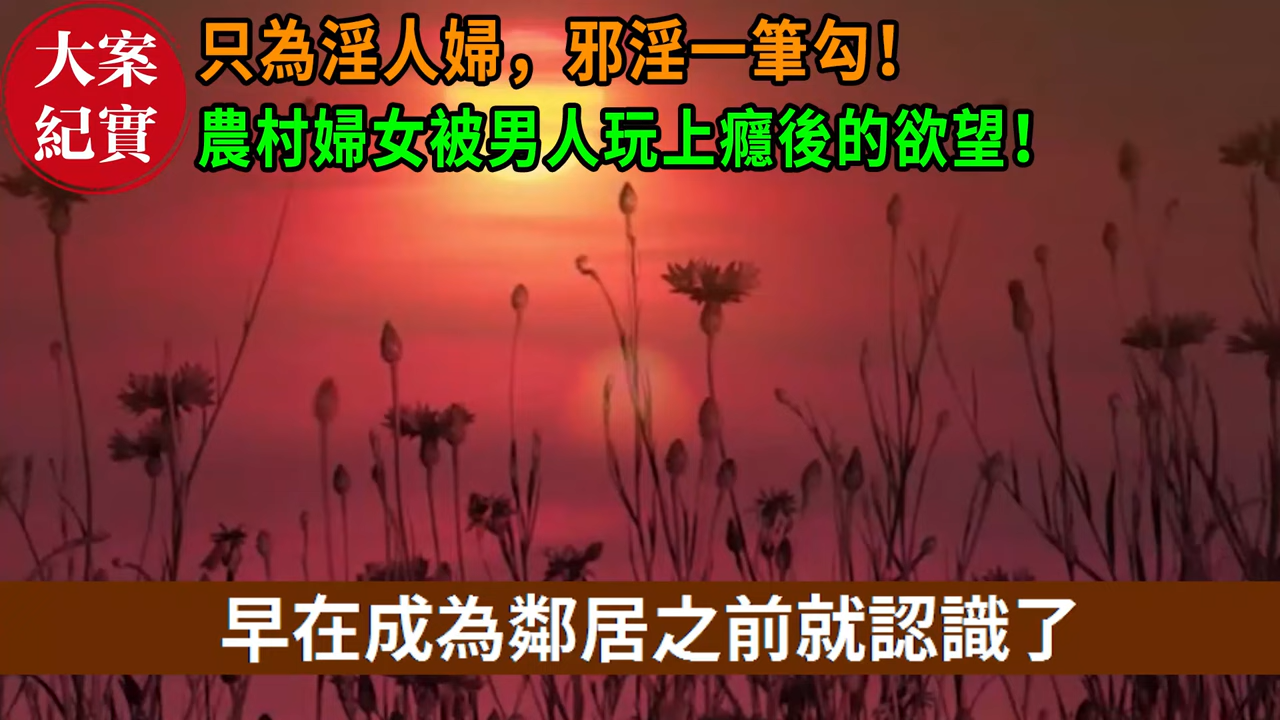 大案
紀實
只為淫人婦，邪淫一筆勾！
農村婦女被男人玩上癮後的欲望！
早在成為鄰居之前就認識了